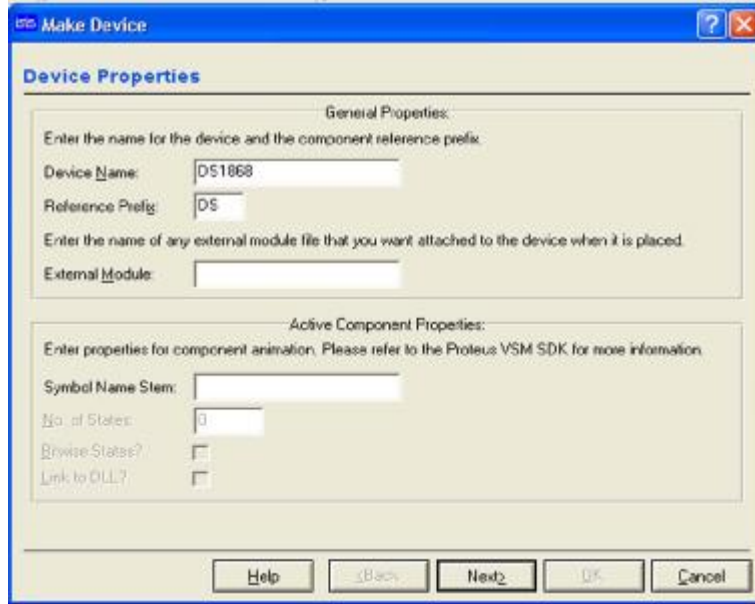 isis Make Device
Device Properties
General Properties:
Enter the name for the device and the component reference prefix.
Device Name: DS1868
Reference Prefix: DS
Enter the name of any external module file that you want attached to the device when it is placed.
External Module:
Active Component Properties:
Enter properties for component animation. Please refer to the Proteus VSM SDK for more information.
Symbol Name Stem:
No. of States: 0
Bitwise States?
Link to DLL?
Help <Back Next> OK Cancel